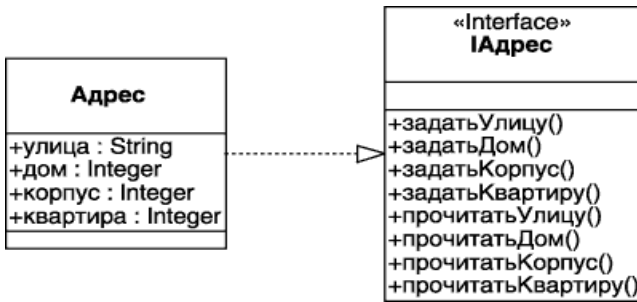 Адрес
+улица : String
+дом : Integer
+корпус : Integer
+квартира : Integer
«Interface»
IАдрес
+задатьУлицу()
+задатьДом()
+задатьКорпус()
+задатьКвартиру()
+прочитатьУлицу()
+прочитатьДом()
+прочитатьКорпус()
+прочитатьКвартиру()